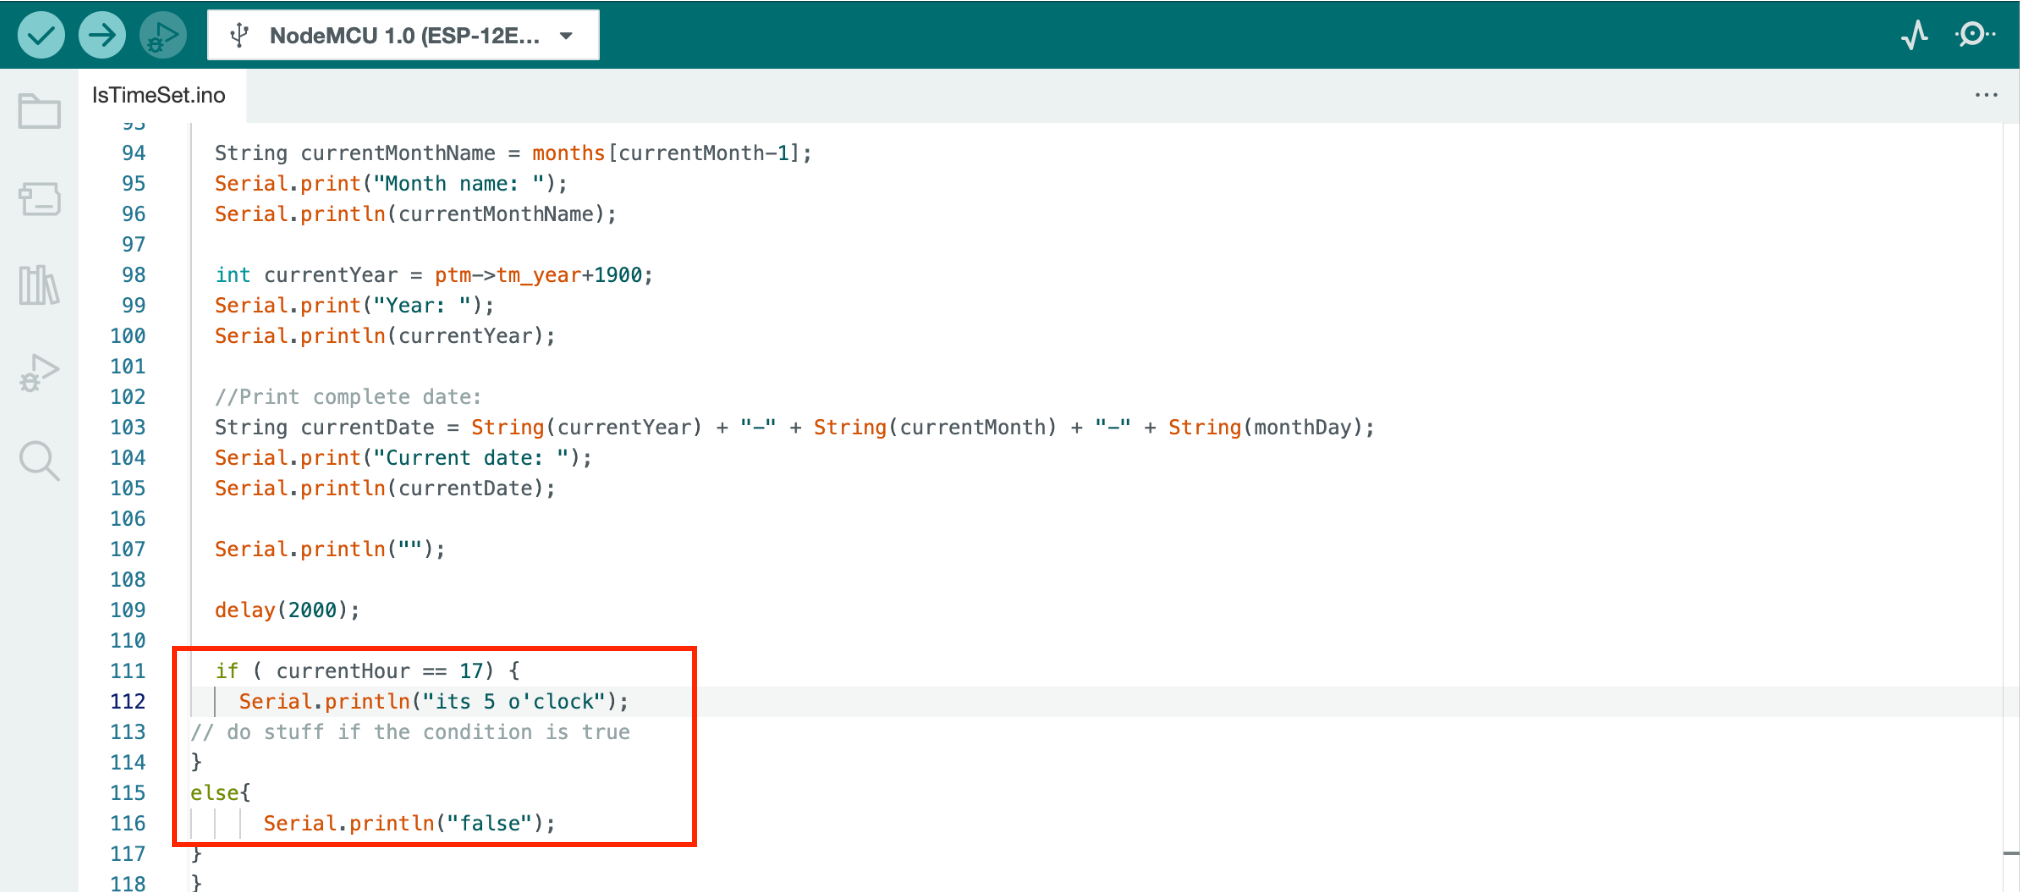 NodeMCU 1.0 (ESP-12E...
IsTimeSet.ino
...
93
94 String currentMonthName = months[currentMonth-1];
95 Serial.print("Month name: ");
96 Serial.println(currentMonthName);
97
98 int currentYear = ptm->tm_year+1900;
99 Serial.print("Year: ");
100 Serial.println(currentYear);
101
102 //Print complete date:
103 String currentDate = String(currentYear) + "-" + String(currentMonth) + "-" + String(monthDay);
104 Serial.print("Current date: ");
105 Serial.println(currentDate);
106
107 Serial.println("");
108
109 delay(2000);
110
111 if ( currentHour == 17) {
112 Serial.println("its 5 o'clock");
113 // do stuff if the condition is true
114 }
115 else{
116 Serial.println("false");
117 }
118 }